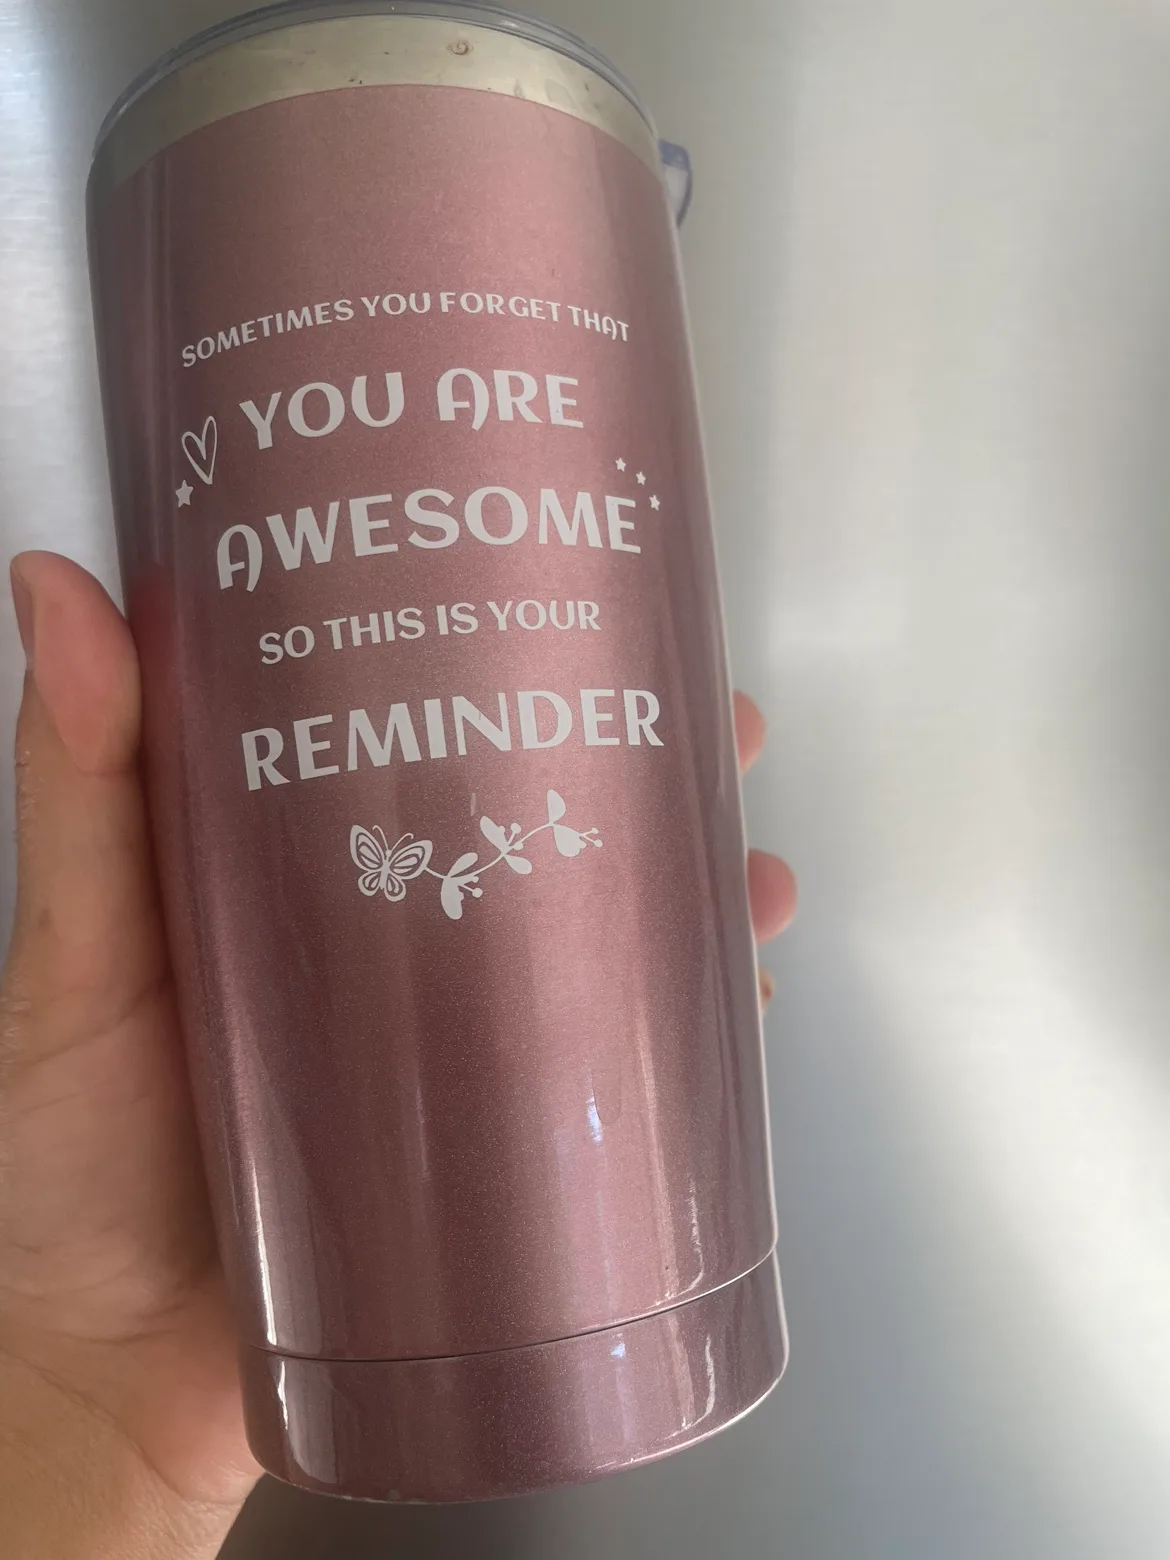 SOMETIMES YOU FORGET THAT
YOU ARE
AWESOME
SO THIS IS YOUR
REMINDER